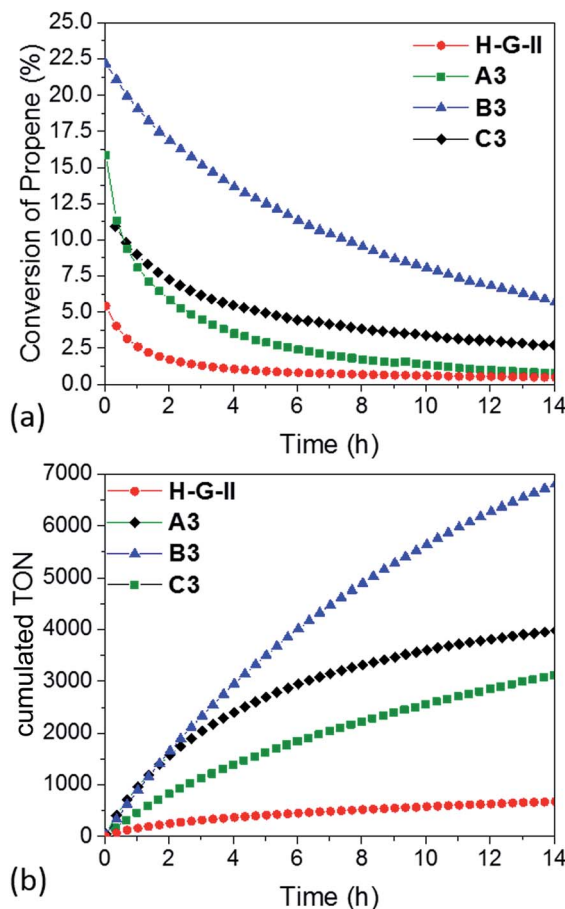 25.0
22.5
20.0
17.5
15.0
12.5
10.0
7.5
5.0
2.5
0.0
Conversion of Propene (%)
H-G-II
A3
B3
C3
0 2 4 6 8 10 12 14
Time (h)
(a)
7000
6000
5000
4000
3000
2000
1000
0
cumulated TON
H-G-II
A3
B3
C3
0 2 4 6 8 10 12 14
Time (h)
(b)